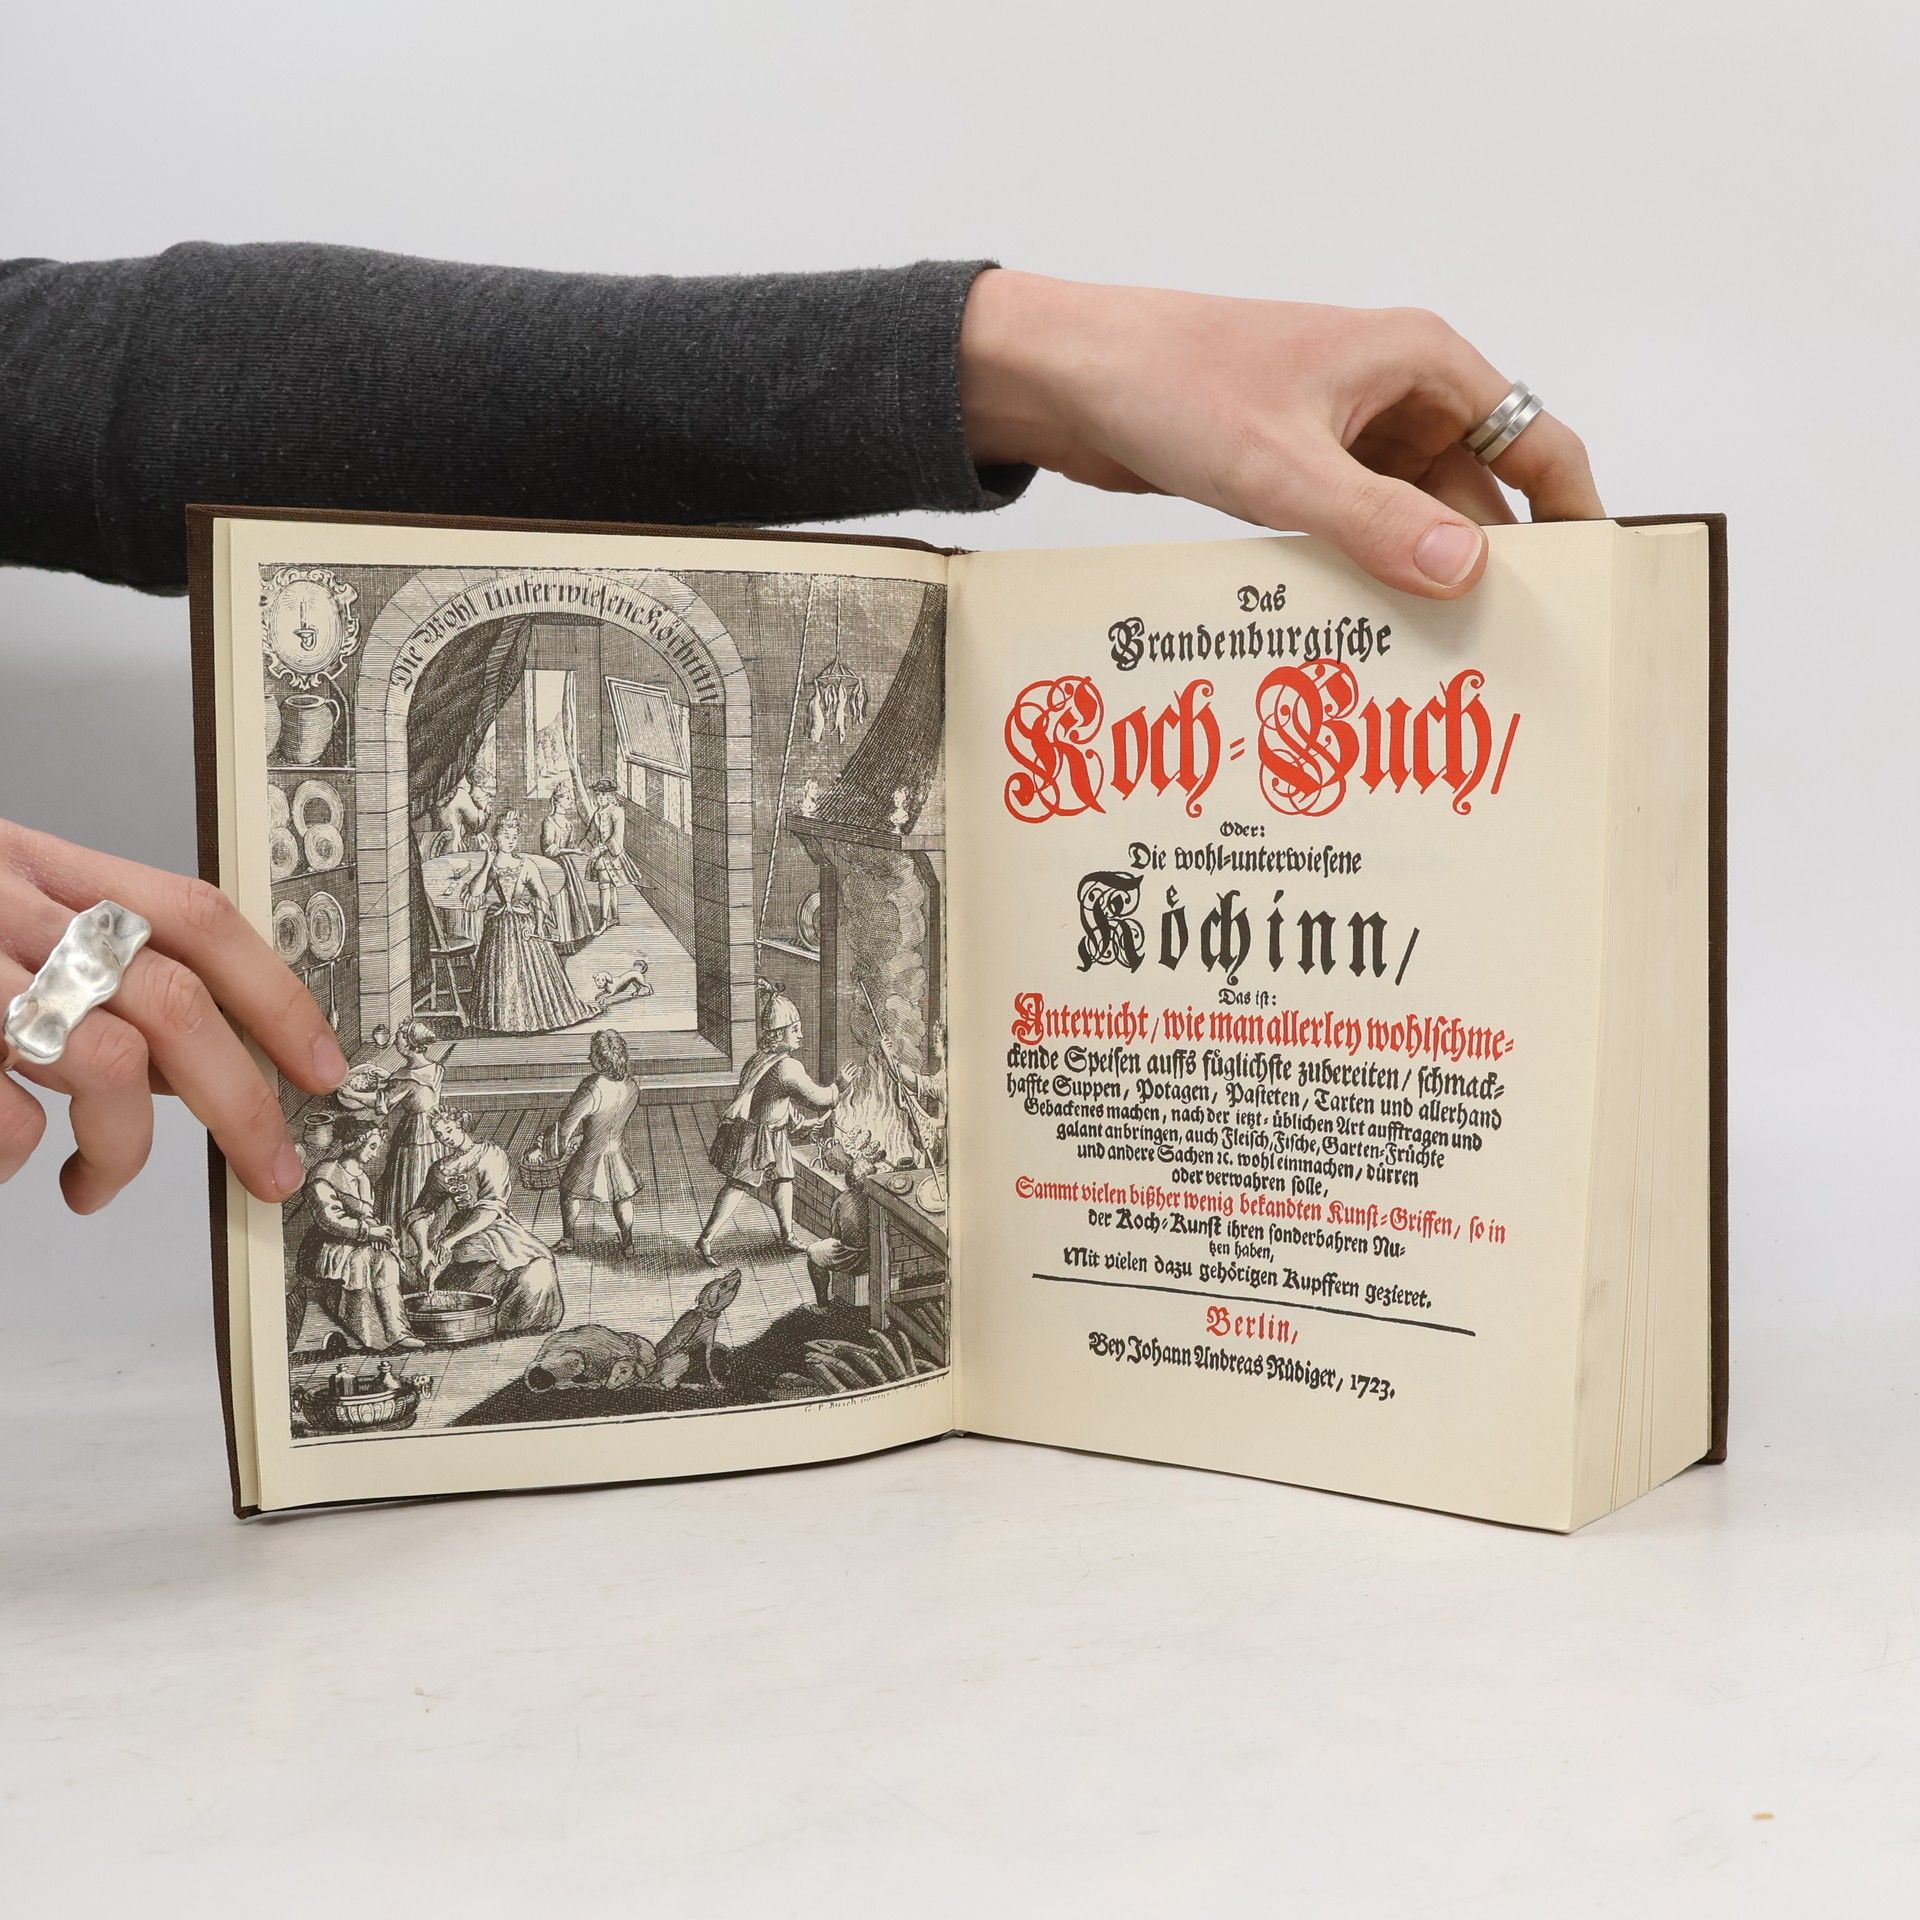 Die Wohl unterwiesene Köchinn
C. P. Busch
Das
Brandenburgische
Koch-Buch/
Oder:
Die wohl-unterwiesene
Koͤchinn/
Das ist:
Unterricht/ wie man allerley wohlschme-
ckende Speisen auffs füglichste zubereiten/ schmack-
haffte Suppen, Potagen, Pasteten, Tarten und allerhand
Gebackenes machen, nach der ietzt-üblichen Art aufftragen und
galant anbringen, auch Fleisch, Fische, Garten-Früchte
und andere Sachen ꝛc. wohl einmachen/ dürren
oder verwahren solle,
Sammt vielen bißher wenig bekandten Kunst-Griffen, so in
der Koch-Kunst ihren sonderbahren Nu-
tzen haben,
Mit vielen dazu gehörigen Kupffern gezieret.
Berlin,
Bey Johann Andreas Rüdiger, 1723.